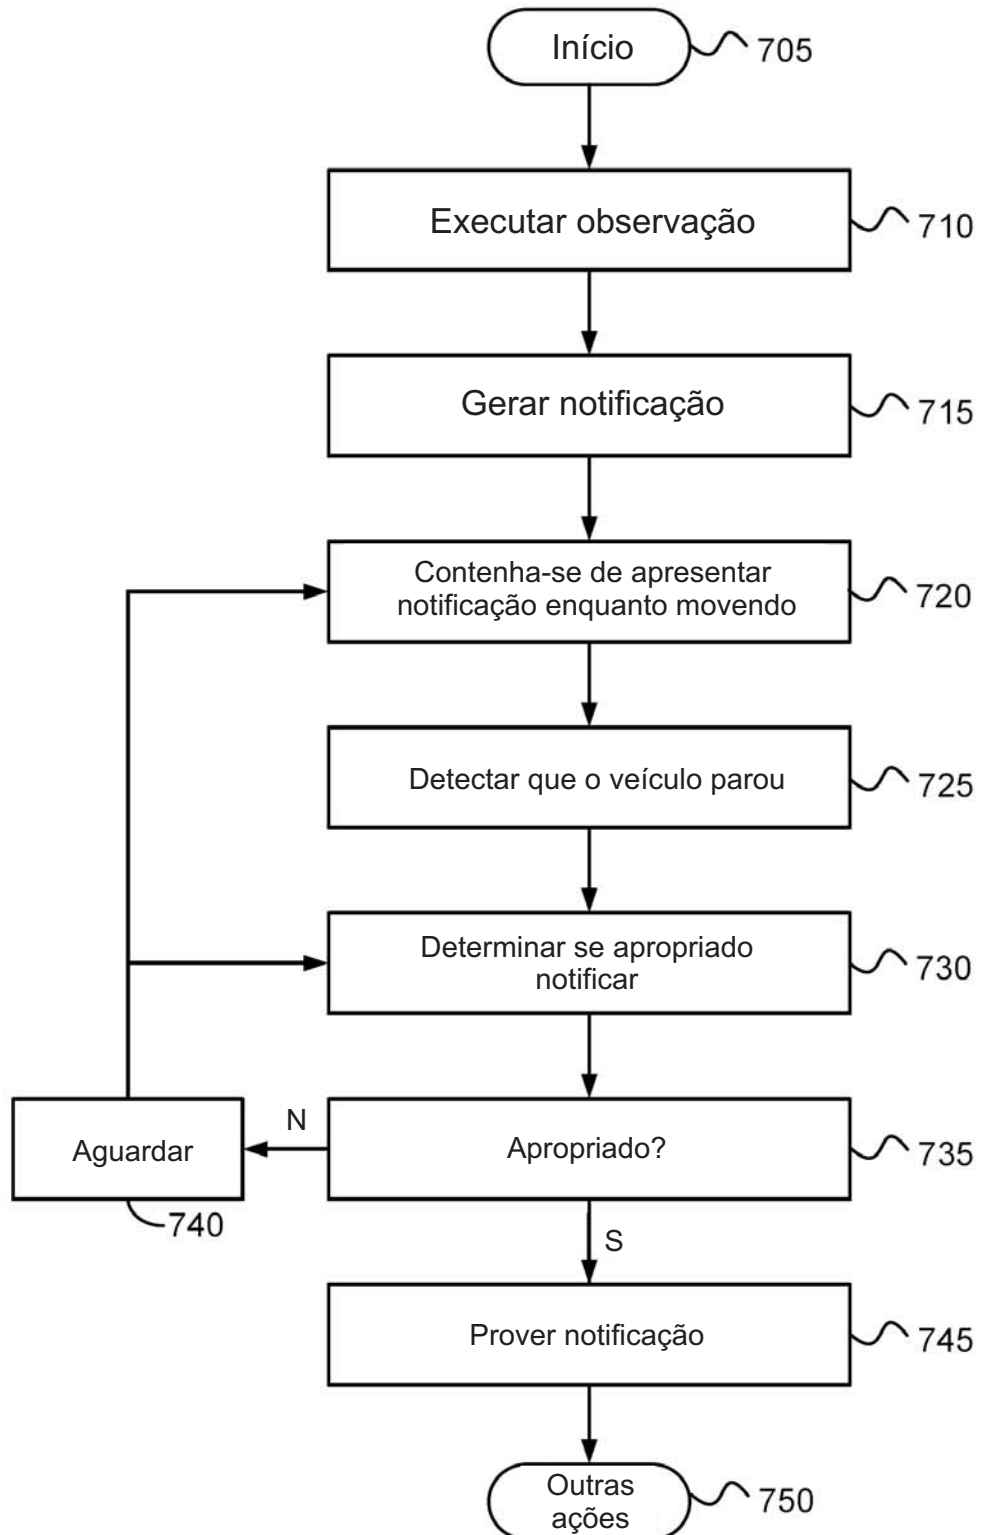 Início
705
Executar observação
710
Gerar notificação
715
Contenha-se de apresentar
notificação enquanto movendo
720
Detectar que o veículo parou
725
Determinar se apropriado
notificar
730
N
Aguardar
740
Apropriado?
735
S
Prover notificação
745
Outras
ações
750